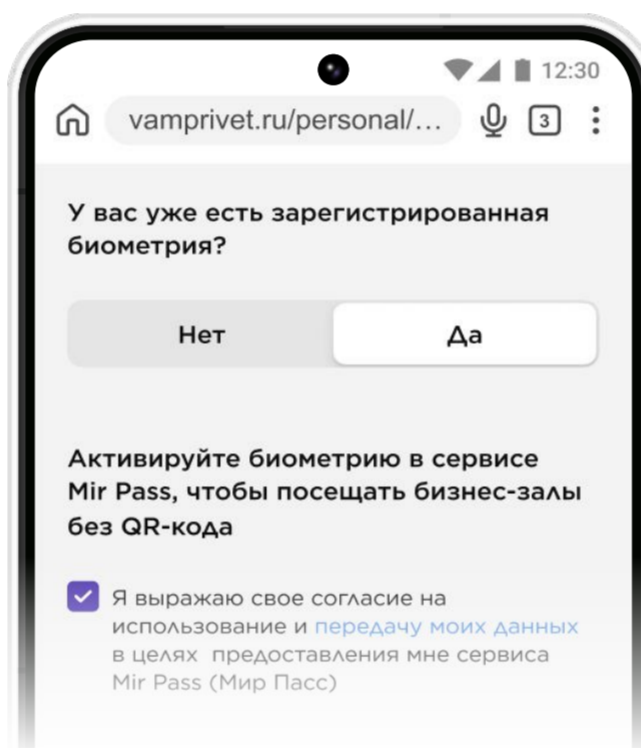 12:30
vamprivet.ru/personal/...
3
У вас уже есть зарегистрированная
биометрия?
Нет
Да
Активируйте биометрию в сервисе
Mir Pass, чтобы посещать бизнес-залы
без QR-кода
Я выражаю свое согласие на
использование и передачу моих данных
в целях предоставления мне сервиса
Mir Pass (Мир Пасс)